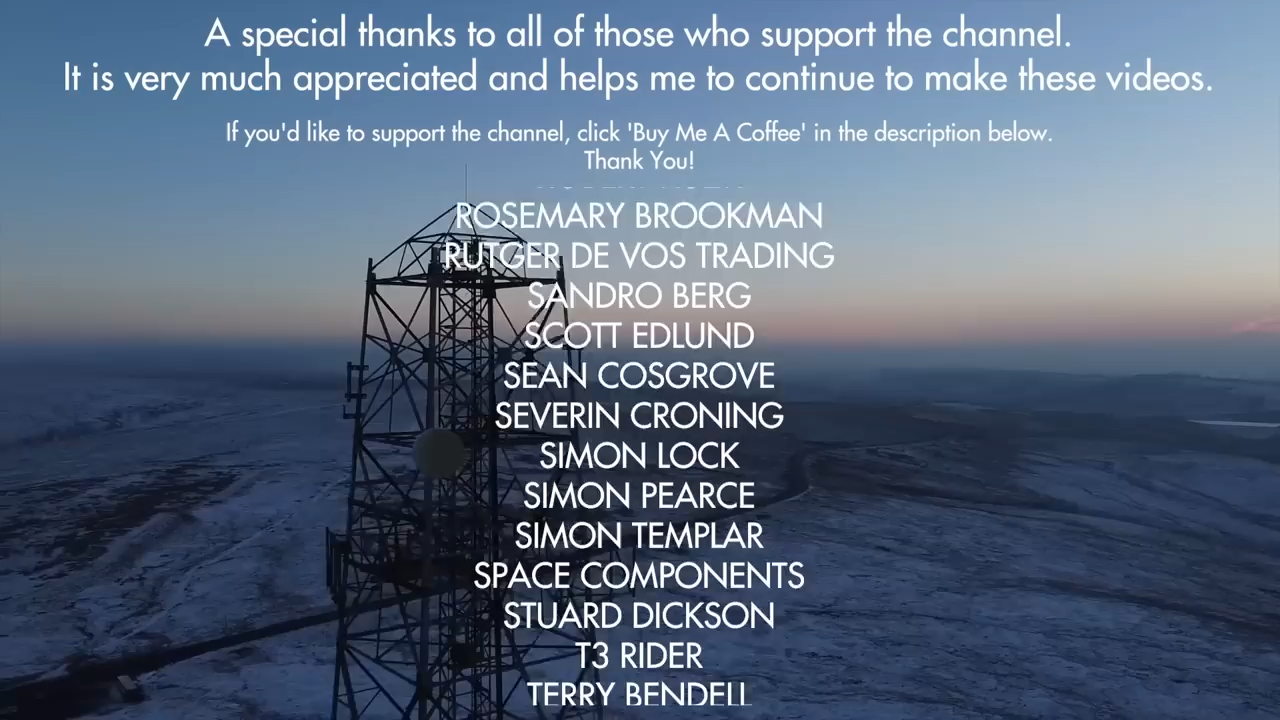 A special thanks to all of those who support the channel.
It is very much appreciated and helps me to continue to make these videos.
If you'd like to support the channel, click 'Buy Me A Coffee' in the description below.
Thank You!
ROSEMARY BROOKMAN
RUTGER DE VOS TRADING
SANDRO BERG
SCOTT EDLUND
SEAN COSGROVE
SEVERIN CRONING
SIMON LOCK
SIMON PEARCE
SIMON TEMPLAR
SPACE COMPONENTS
STUARD DICKSON
T3 RIDER
TERRY BENDELL